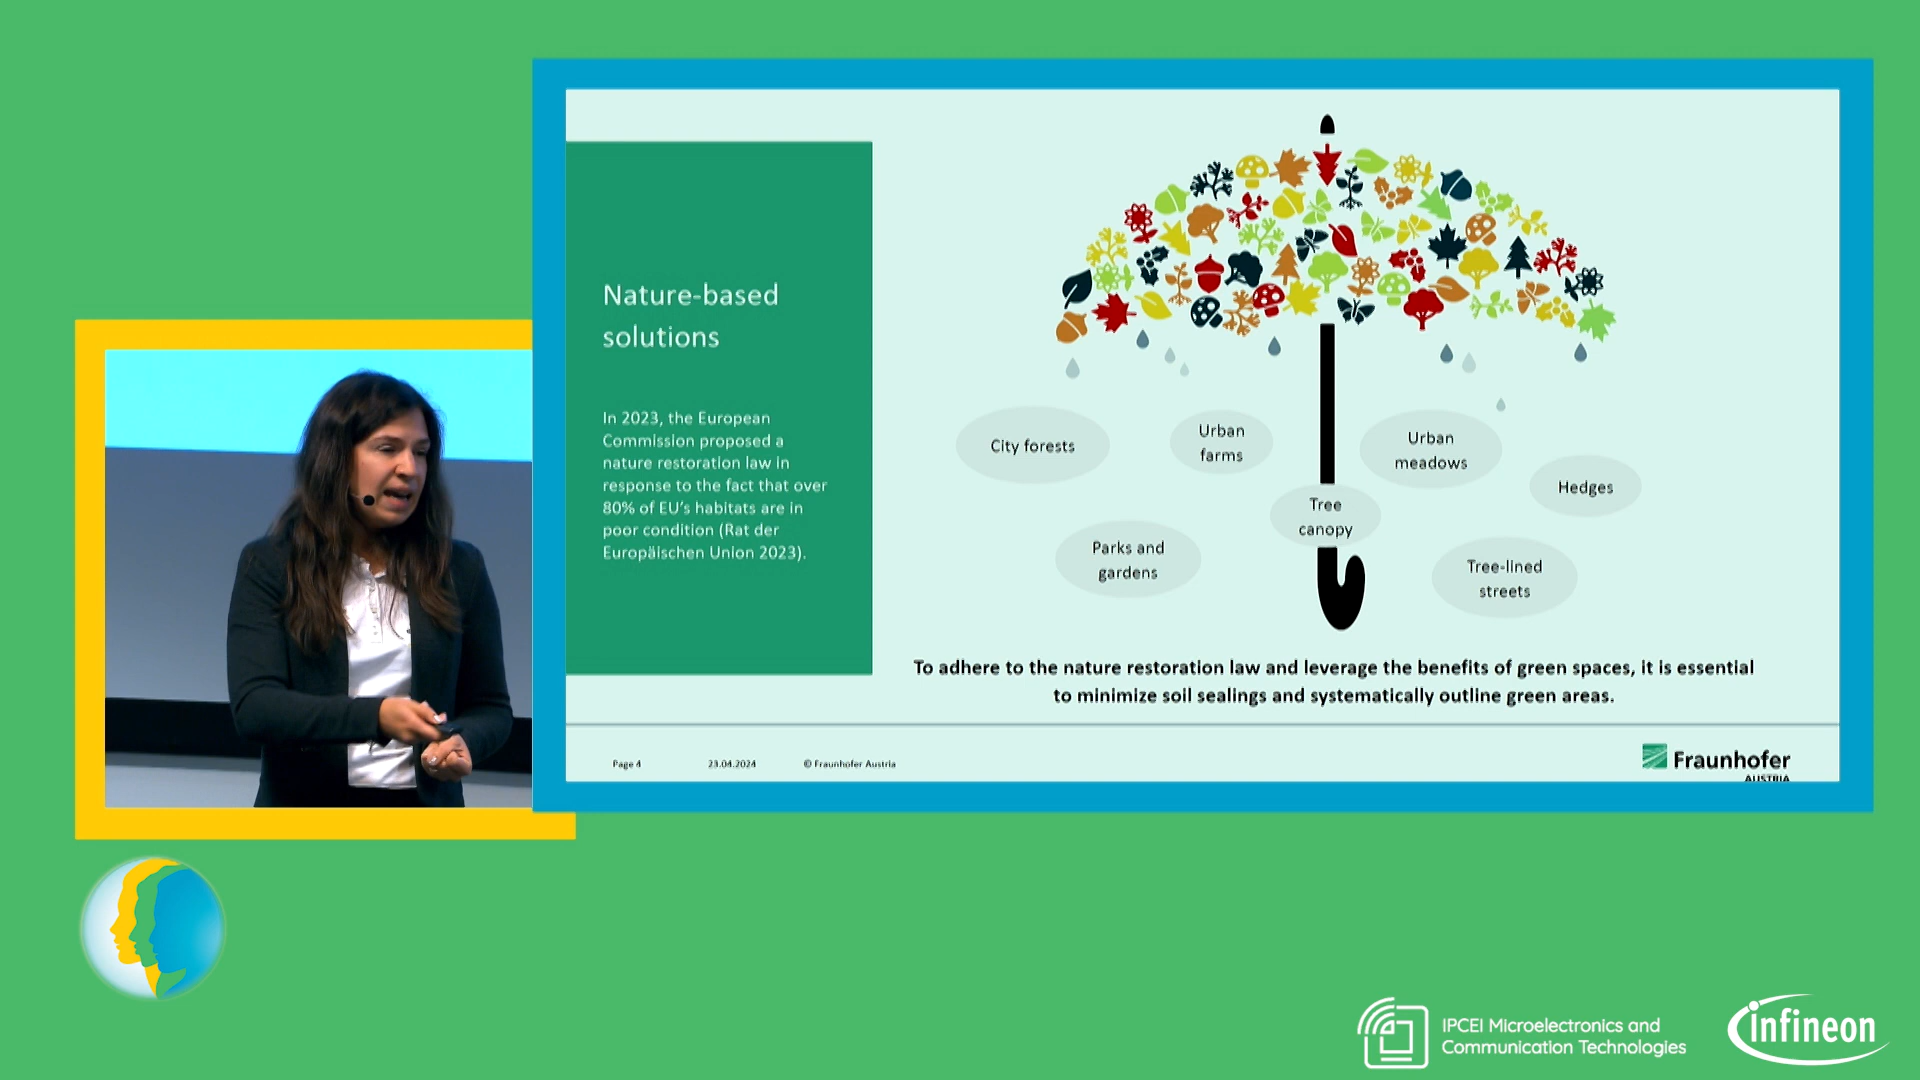 Nature-based
solutions
In 2023, the European
Commission proposed a
nature restoration law in
response to the fact that over
80% of EU's habitats are in
poor condition (Rat der
Europäischen Union 2023).
City forests
Urban
farms
Urban
meadows
Hedges
Tree
canopy
Parks and
gardens
Tree-lined
streets
To adhere to the nature restoration law and leverage the benefits of green spaces, it is essential
to minimize soil sealings and systematically outline green areas.
Page 4
23.04.2024
© Fraunhofer Austria
Fraunhofer
AUSTRIA
IPCEI Microelectronics and
Communication Technologies
infineon